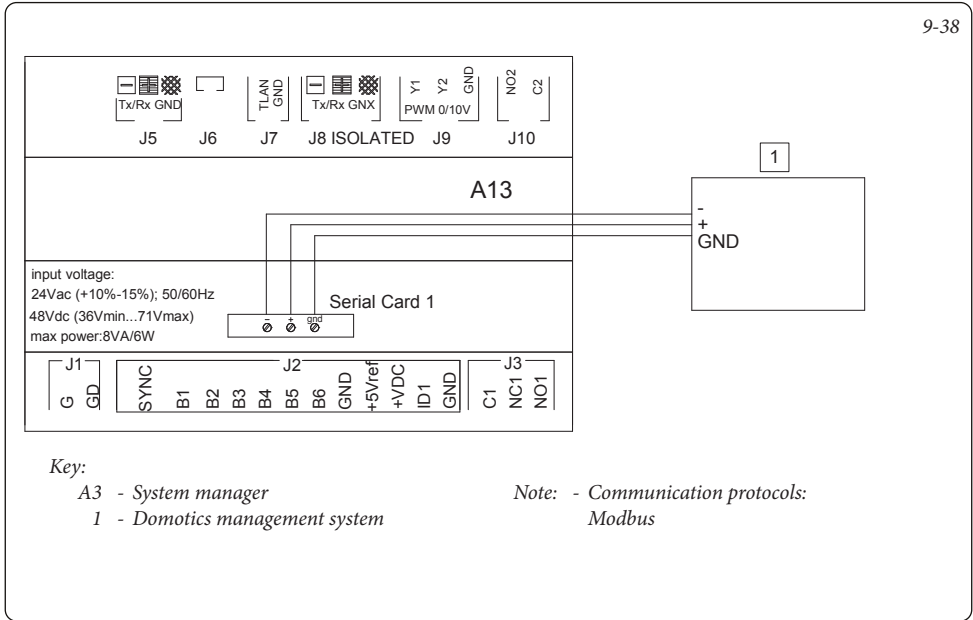 9-38
Tx/Rx GND
TLAN
GND
Tx/Rx GNX
Y1
Y2
GND
PWM 0/10V
NO2
C2
J5 J6 J7 J8 ISOLATED J9 J10
1
A13
-
+
GND
input voltage:
24Vac (+10%-15%); 50/60Hz
48Vdc (36Vmin...71Vmax)
max power:8VA/6W
Serial Card 1
- + gnd
J1
G
GD
J2
SYNC
B1
B2
B3
B4
B5
B6
GND
+5Vref
+VDC
ID1
GND
J3
C1
NC1
NO1
Key:
A3 - System manager
1 - Domotics management system
Note: - Communication protocols:
Modbus